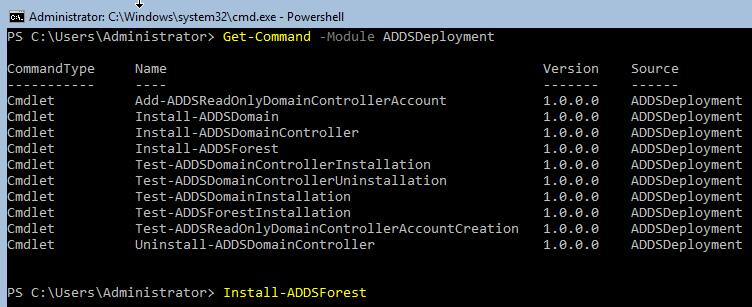 Administrator: C:\Windows\system32\cmd.exe - Powershell
PS C:\Users\Administrator> Get-Command -Module ADDSDeployment
CommandType Name Version Source
----------- ---- ------- ------
Cmdlet Add-ADDSReadOnlyDomainControllerAccount 1.0.0.0 ADDSDeployment
Cmdlet Install-ADDSDomain 1.0.0.0 ADDSDeployment
Cmdlet Install-ADDSDomainController 1.0.0.0 ADDSDeployment
Cmdlet Install-ADDSForest 1.0.0.0 ADDSDeployment
Cmdlet Test-ADDSDomainControllerInstallation 1.0.0.0 ADDSDeployment
Cmdlet Test-ADDSDomainControllerUninstallation 1.0.0.0 ADDSDeployment
Cmdlet Test-ADDSDomainInstallation 1.0.0.0 ADDSDeployment
Cmdlet Test-ADDSForestInstallation 1.0.0.0 ADDSDeployment
Cmdlet Test-ADDSReadOnlyDomainControllerAccountCreation 1.0.0.0 ADDSDeployment
Cmdlet Uninstall-ADDSDomainController 1.0.0.0 ADDSDeployment
PS C:\Users\Administrator> Install-ADDSForest